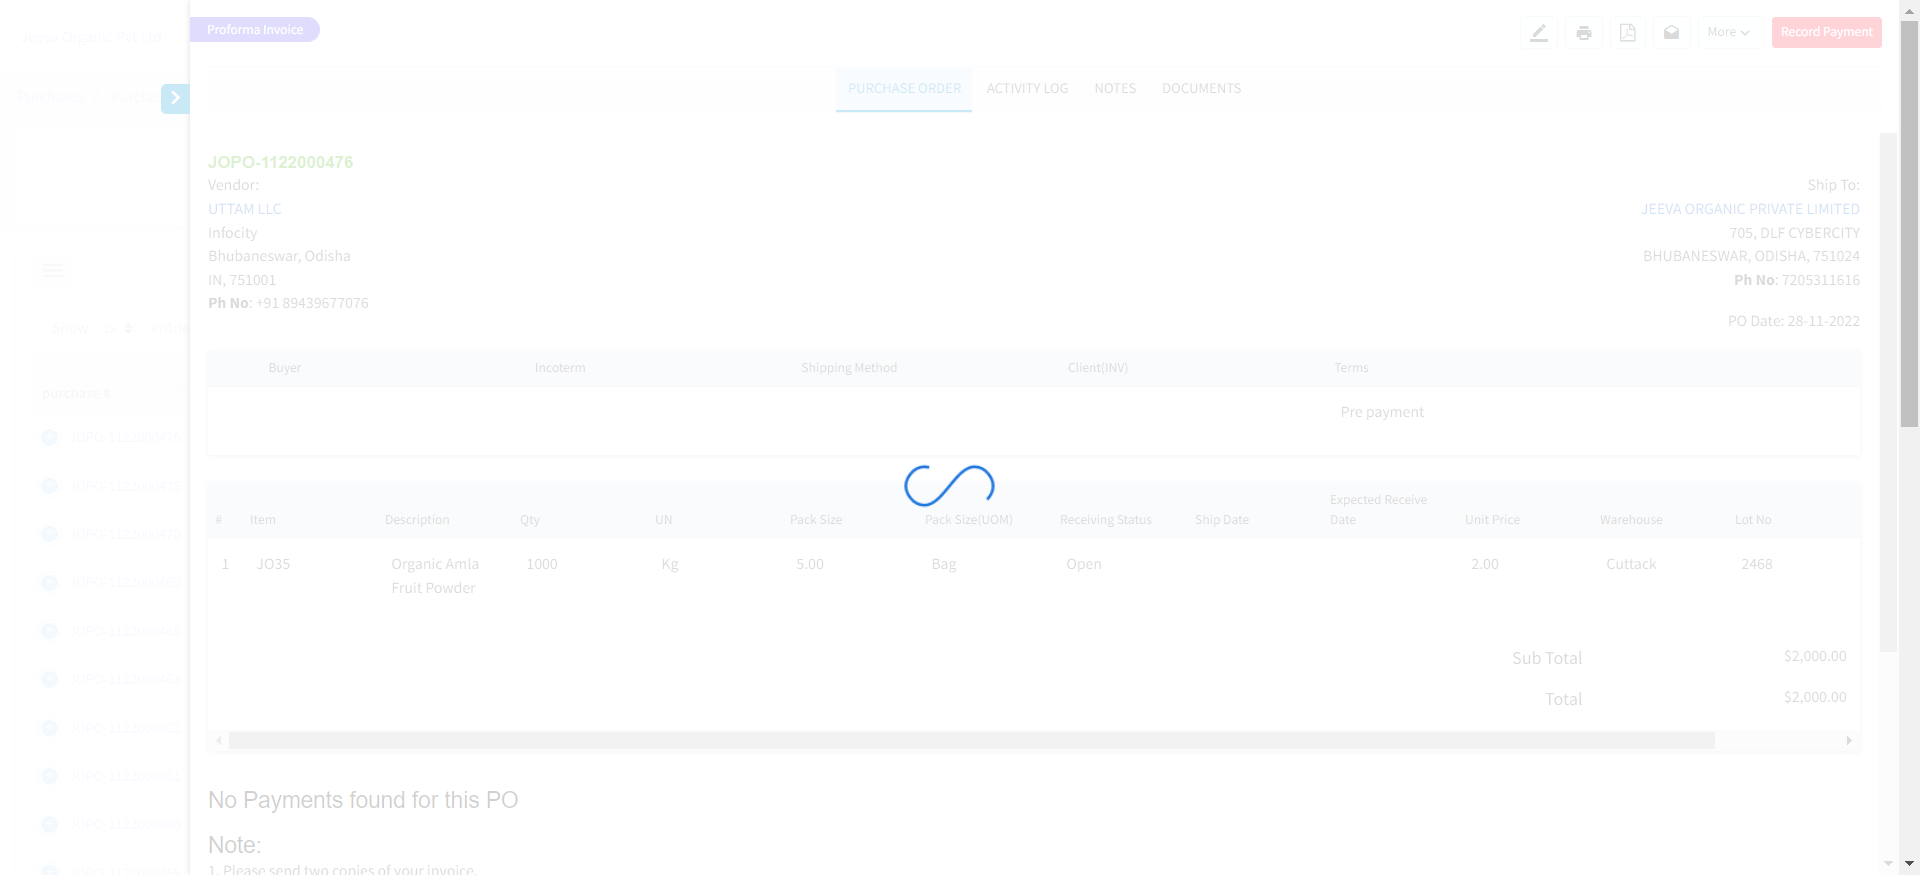 Proforma Invoice
More
Record Payment
Jeeva Organic Pvt Ltd
PURCHASE ORDER
ACTIVITY LOG
NOTES
DOCUMENTS
Purchases /
JOPO-1122000476
Vendor:
UTTAM LLC
Infocity
Bhubaneswar, Odisha
IN, 751001
Ph No: +91 89439677076
Ship To:
JEEVA ORGANIC PRIVATE LIMITED
705, DLF CYBERCITY
BHUBANESWAR, ODISHA, 751024
Ph No: 7205311616
PO Date: 28-11-2022
Show
Buyer Incoterm Shipping Method Client(INV) Terms
Pre payment
purchase #
JOPO-1122000476
JOPO-1122000475
JOPO-1122000470
JOPO-1122000469
JOPO-1122000465
JOPO-1122000463
JOPO-1122000462
JOPO-1122000461
JOPO-1122000460
# Item Description Qty UN Pack Size Pack Size(UOM) Receiving Status Ship Date Expected Receive Date Unit Price Warehouse Lot No
1 JO35 Organic Amla Fruit Powder 1000 Kg 5.00 Bag Open 2.00 Cuttack 2468
Sub Total $2,000.00
Total $2,000.00
No Payments found for this PO
Note:
1. Please send two copies of your invoice.